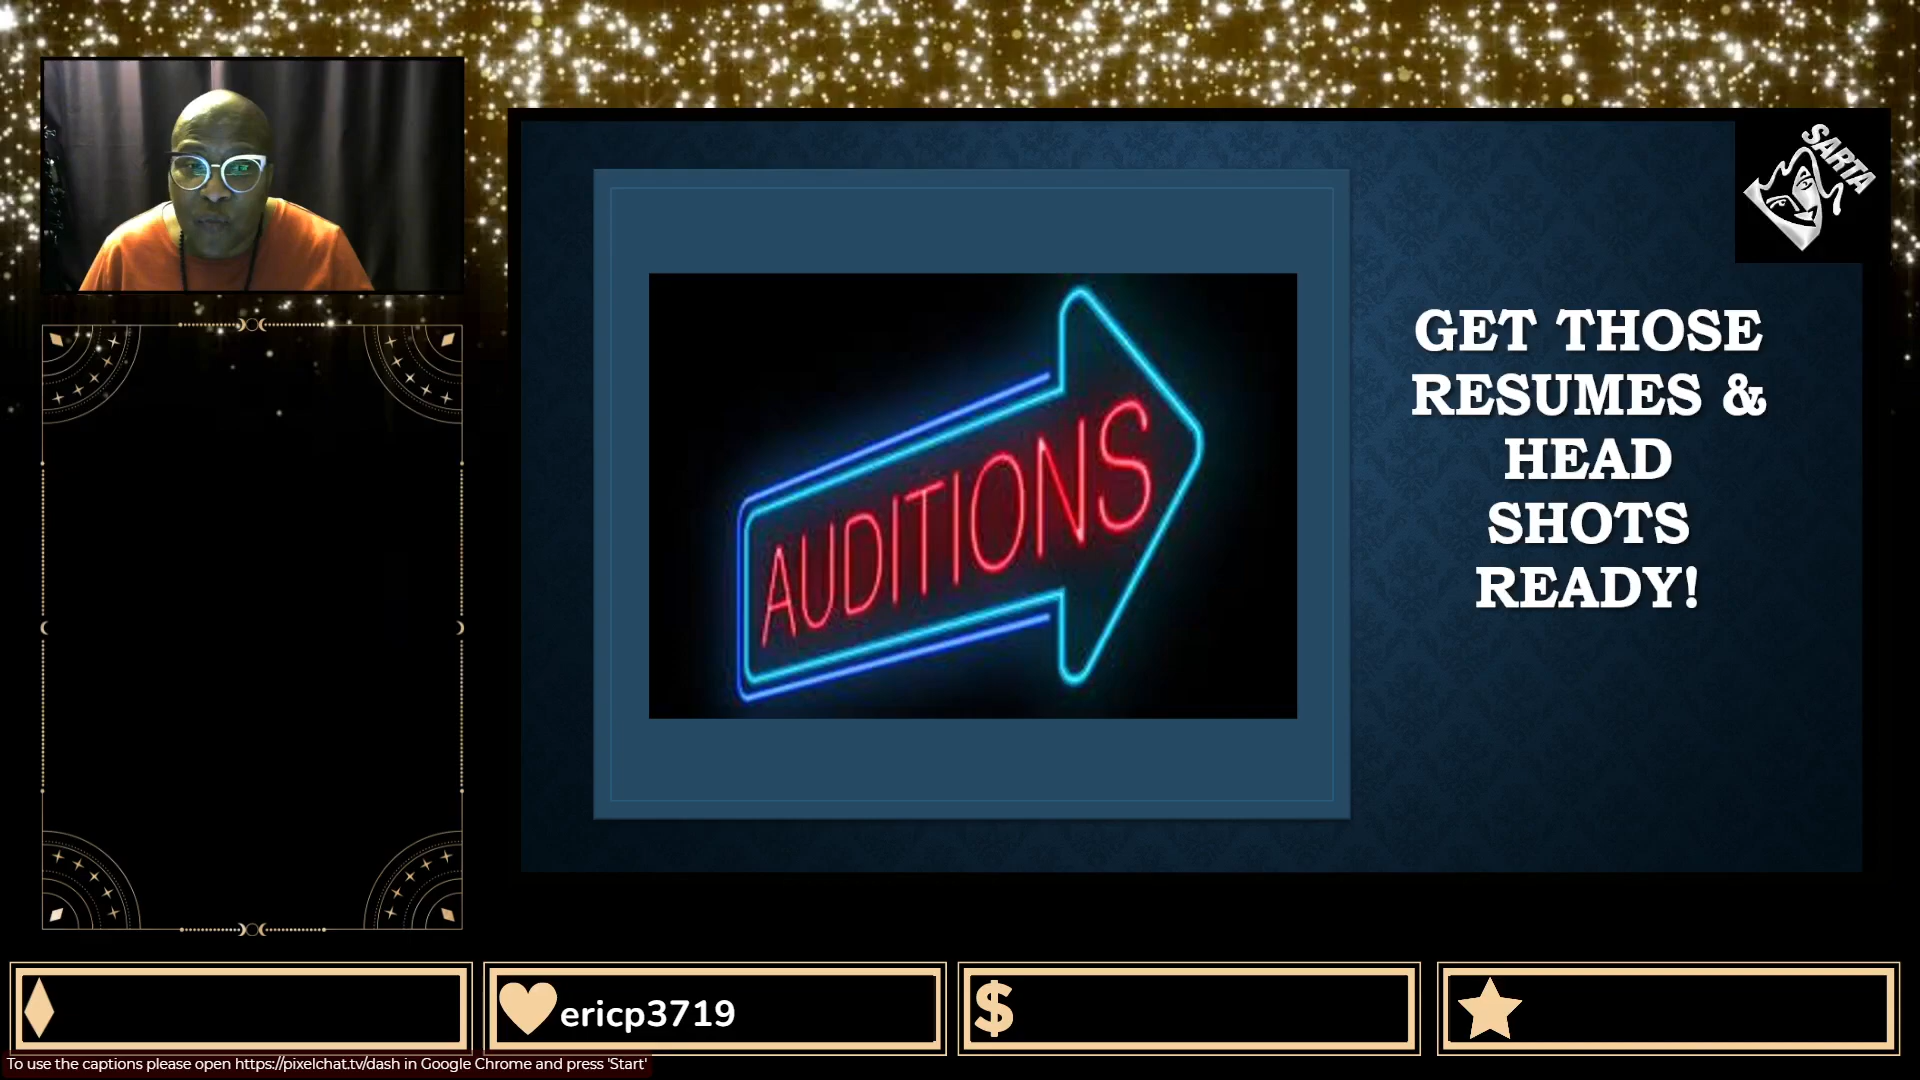 SARTA
AUDITIONS
GET THOSE
RESUMES &
HEAD
SHOTS
READY!
ericp3719
$
To use the captions please open https://pixelchat.tv/dash in Google Chrome and press 'Start'